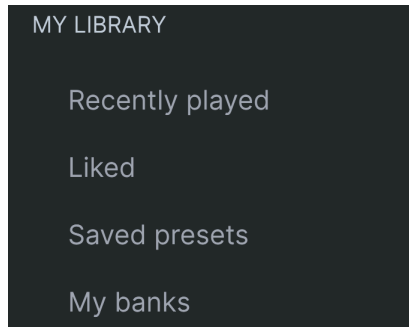 MY LIBRARY
Recently played
Liked
Saved presets
My banks